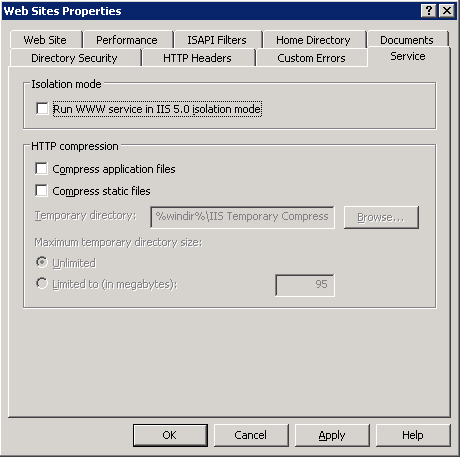 Web Sites Properties
Web Site Performance ISAPI Filters Home Directory Documents
Directory Security HTTP Headers Custom Errors Service
Isolation mode
Run WWW service in IIS 5.0 isolation mode
HTTP compression
Compress application files
Compress static files
Temporary directory: %windir%\IIS Temporary Compress Browse...
Maximum temporary directory size:
Unlimited
Limited to (in megabytes): 95
OK Cancel Apply Help